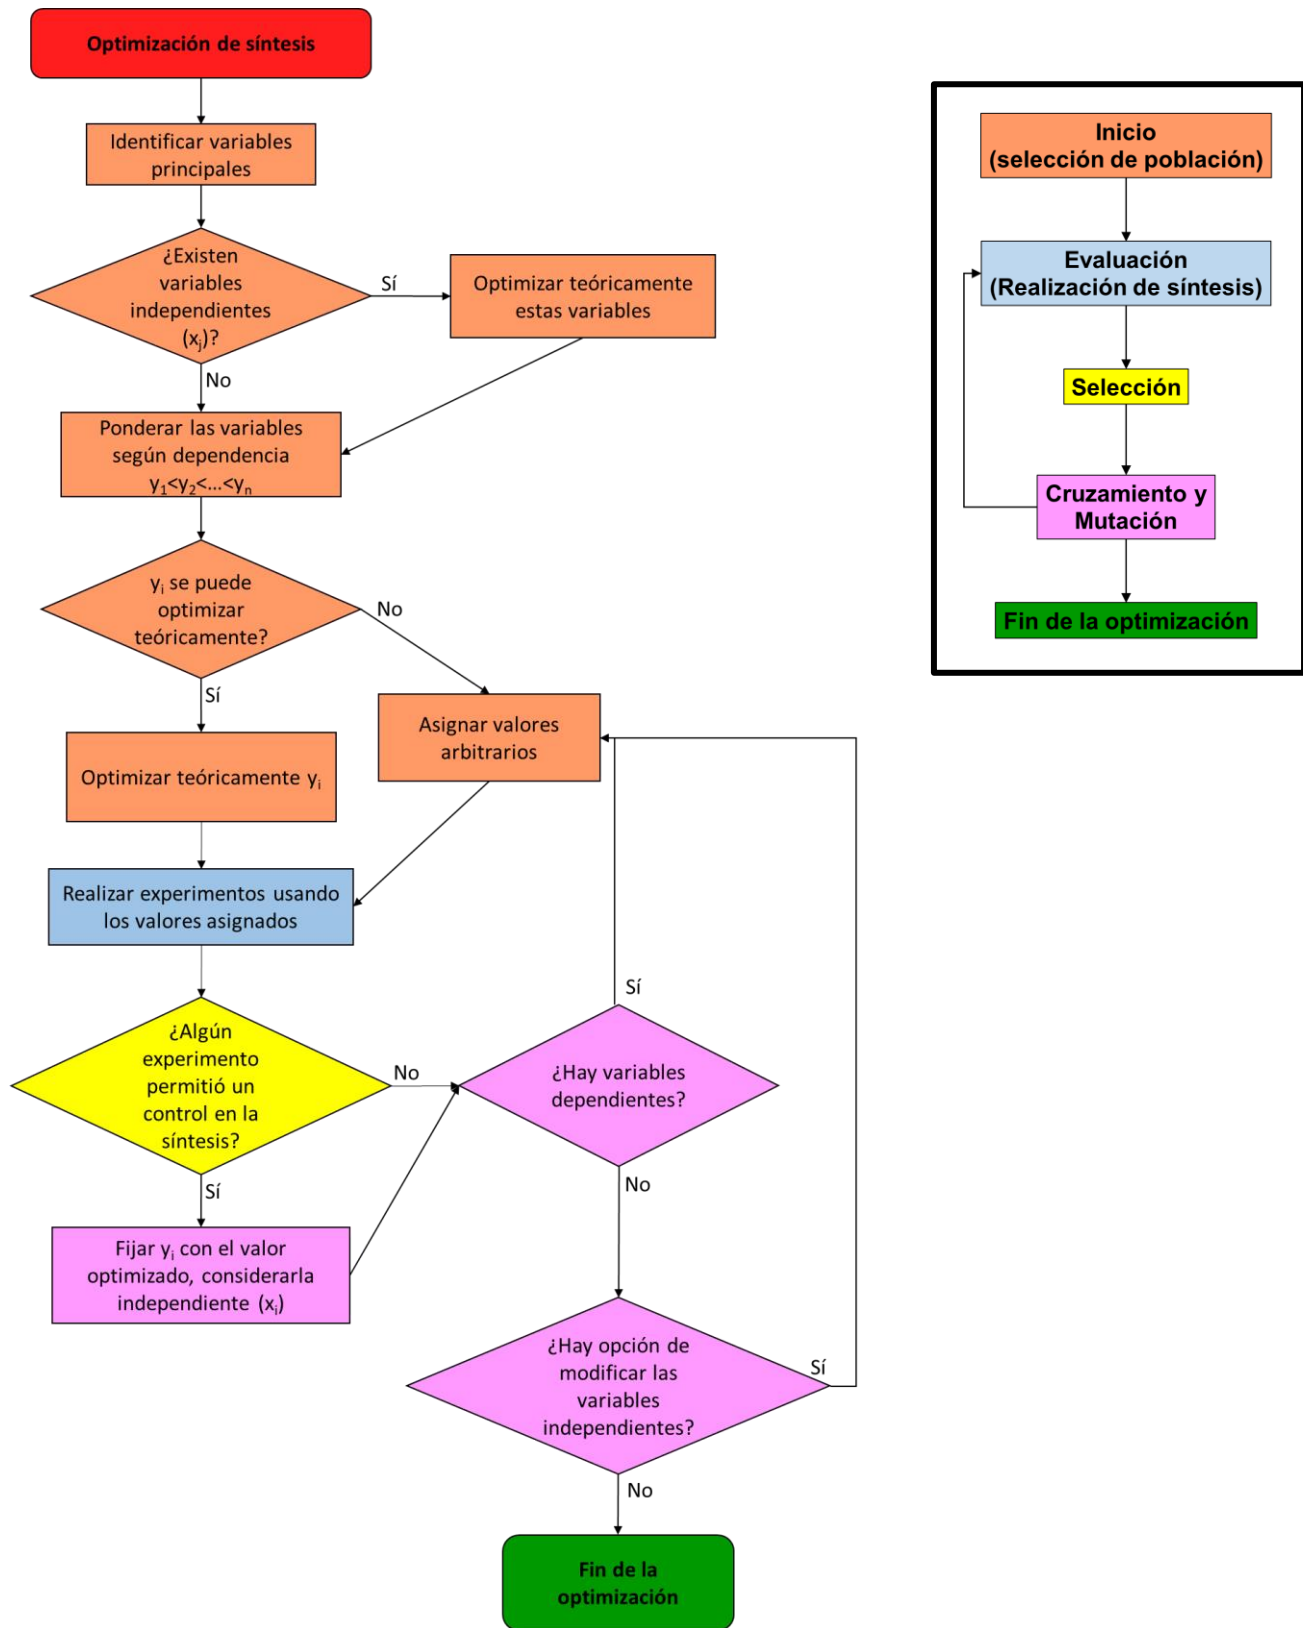 Optimización de síntesis
Identificar variables
principales
¿Existen
variables
independientes
(xj)?
Sí
Optimizar teóricamente
estas variables
No
Ponderar las variables
según dependencia
y1<y2<...<yn
yi se puede
optimizar
teóricamente?
No
Sí
Asignar valores
arbitrarios
Optimizar teóricamente yi
Realizar experimentos usando
los valores asignados
¿Algún
experimento
permitió un
control en la
síntesis?
No
Sí
Fijar yi con el valor
optimizado, considerarla
independiente (xi)
Sí
¿Hay variables
dependientes?
No
¿Hay opción de
modificar las
variables
independientes?
Sí
No
Fin de la
optimización
Inicio
(selección de población)
Evaluación
(Realización de síntesis)
Selección
Cruzamiento y
Mutación
Fin de la optimización